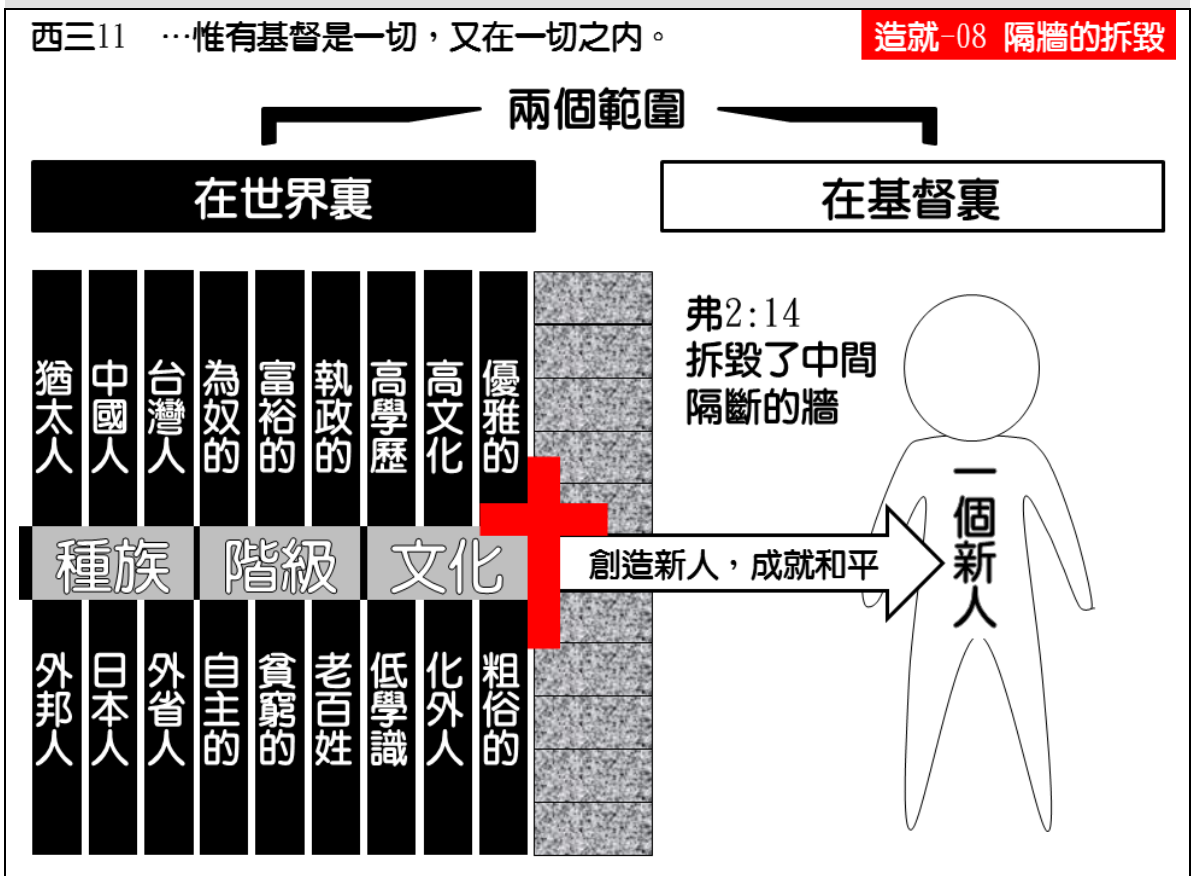 西三11　…惟有基督是一切，又在一切之内。
造就-08 隔牆的拆毀
兩個範圍
在世界裏
在基督裏
猶太人
中國人
台灣人
為奴的
富裕的
執政的
高學歷
高文化
優雅的
種族
階級
文化
外邦人
日本人
外省人
自主的
貧窮的
老百姓
低學識
化外人
粗俗的
弗2:14
拆毀了中間
隔斷的牆
創造新人，成就和平
一個新人